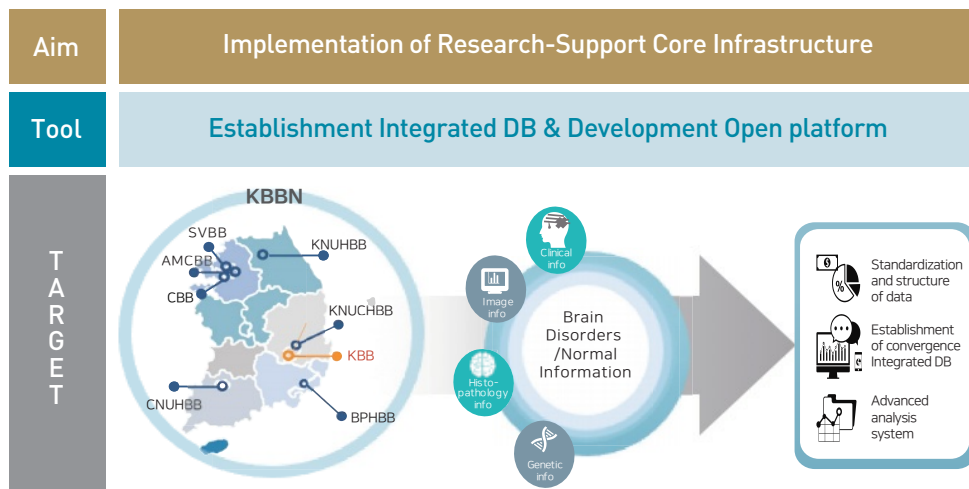 Aim
Implementation of Research-Support Core Infrastructure
Tool
Establishment Integrated DB & Development Open platform
T
A
R
G
E
T
KBBN
SVBB
KNUHBB
AMCBB
CBB
KNUCHBB
KBB
CNUHBB
BPHBB
Clinical
info
Image
info
Histo-
pathology
info
Genetic
info
Brain
Disorders
/Normal
Information
$
%
Standardization
and structure
of data
Establishment
of convergence
Integrated DB
Advanced
analysis
system